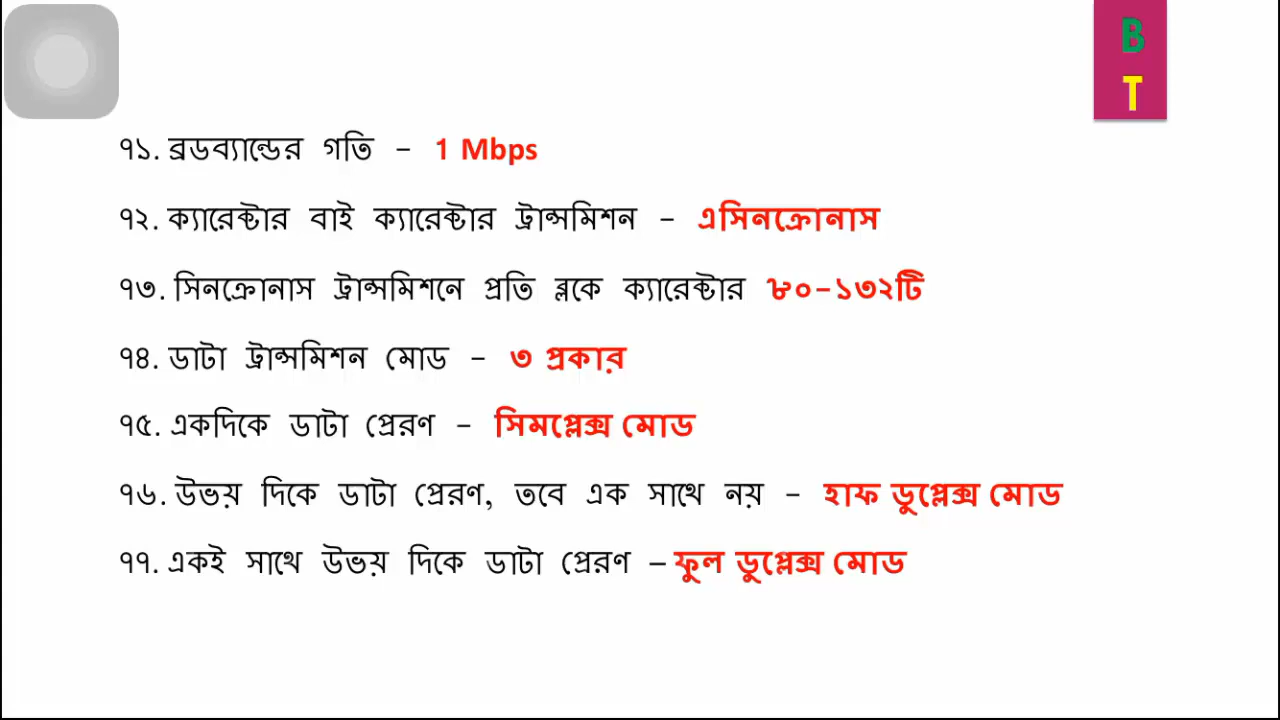 B
T
৭১. ব্রডব্যান্ডের গতি – 1 Mbps
৭২. ক্যারেক্টার বাই ক্যারেক্টার ট্রান্সমিশন – এসিনক্রোনাস
৭৩. সিনক্রোনাস ট্রান্সমিশনে প্রতি ব্লকে ক্যারেক্টার ৮০-১৩২টি
৭৪. ডাটা ট্রান্সমিশন মোড – ৩ প্রকার
৭৫. একদিকে ডাটা প্রেরণ – সিমপ্লেক্স মোড
৭৬. উভয় দিকে ডাটা প্রেরণ, তবে এক সাথে নয় – হাফ ডুপ্লেক্স মোড
৭৭. একই সাথে উভয় দিকে ডাটা প্রেরণ – ফুল ডুপ্লেক্স মোড